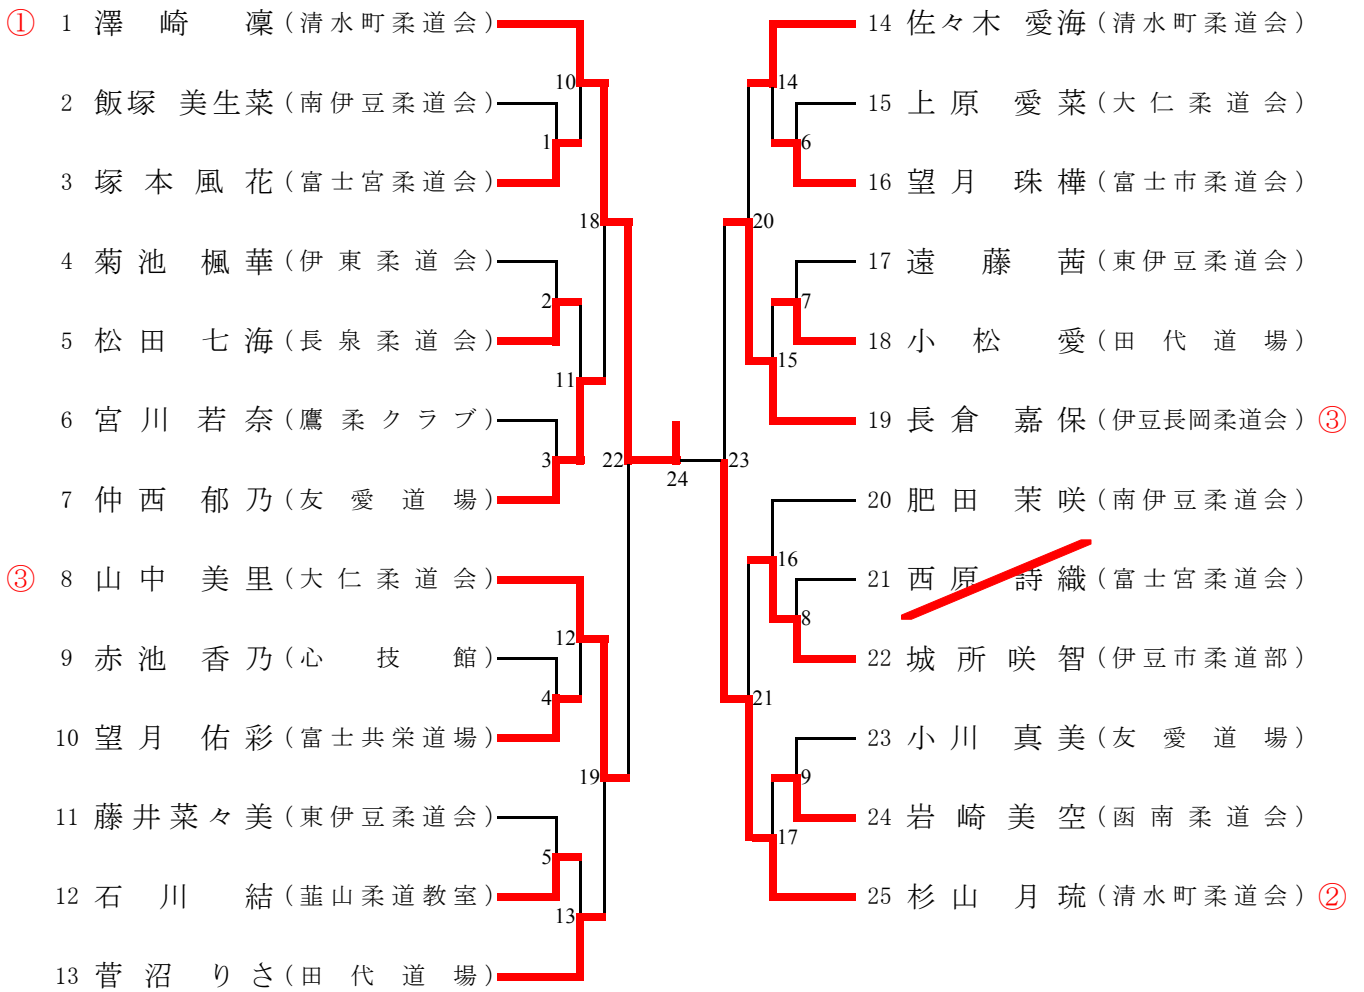 ① 1 澤崎 凜 (清水町柔道会)
2 飯塚 美生菜 (南伊豆柔道会)
3 塚本風花 (富士宮柔道会)
4 菊池 楓華 (伊東柔道会)
5 松田 七海 (長泉柔道会)
6 宮川若奈 (鷹柔クラブ)
7 仲西郁乃 (友愛道場)
③ 8 山中 美里 (大仁柔道会)
9 赤池 香乃 (心技館)
10 望月 佑彩 (富士共栄道場)
11 藤井菜々美 (東伊豆柔道会)
12 石川 結 (韮山柔道教室)
13 菅沼 りさ (田代道場)
10
1
18
2
11
3
22
12
4
19
5
13
24
14
6
20
7
15
23
16
8
21
9
17
14 佐々木 愛海 (清水町柔道会)
15 上原 愛菜 (大仁柔道会)
16 望月 珠樺 (富士市柔道会)
17 遠藤 茜 (東伊豆柔道会)
18 小松 愛 (田代道場)
19 長倉 嘉保 (伊豆長岡柔道会) ③
20 肥田 茉咲 (南伊豆柔道会)
21 西原 詩織 (富士宮柔道会)
22 城所咲智 (伊豆市柔道部)
23 小川 真美 (友愛道場)
24 岩崎美空 (函南柔道会)
25 杉山 月琉 (清水町柔道会) ②